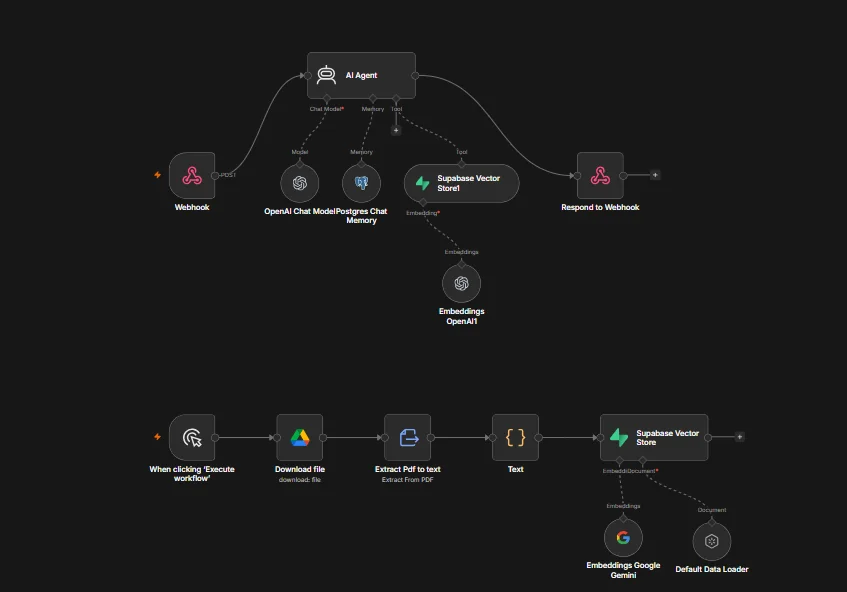 AI Agent
Chat Model*
Memory
Tool
POST
Model
Memory
Tool
Supabase Vector
Store1
Webhook
OpenAI Chat Model
Postgres Chat
Memory
Embedding*
Respond to Webhook
Embeddings
Embeddings
OpenAI1
When clicking 'Execute
workflow'
Download file
download: file
Extract Pdf to text
Extract From PDF
{ }
Text
Supabase Vector
Store
Document*
Embeddings
Document
Embeddings Google
Gemini
Default Data Loader